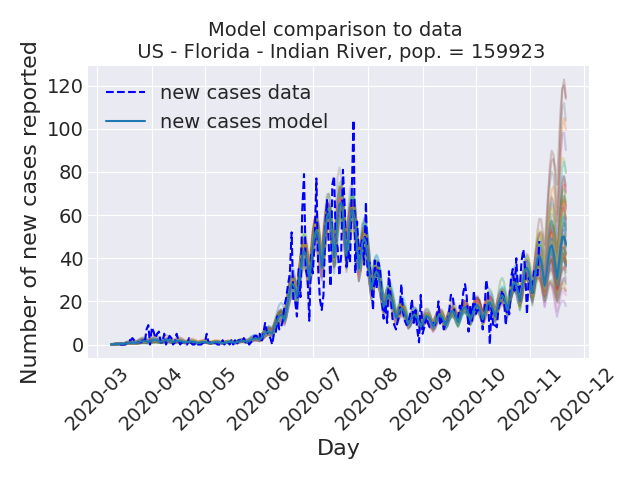 Model comparison to data
US - Florida - Indian River, pop. = 159923
Number of new cases reported
120
100
80
60
40
20
0
new cases data
new cases model
2020-03
2020-04
2020-05
2020-06
2020-07
2020-08
2020-09
2020-10
2020-11
2020-12
Day